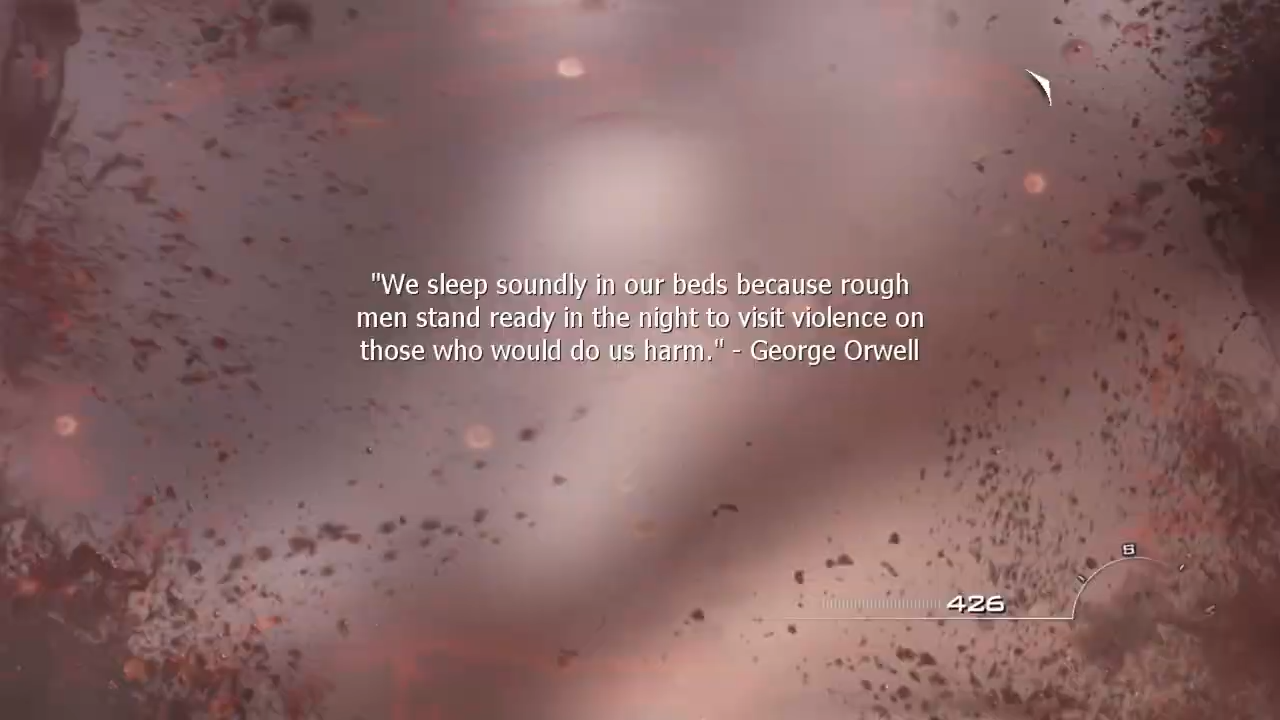 "We sleep soundly in our beds because rough
men stand ready in the night to visit violence on
those who would do us harm." - George Orwell
S
426